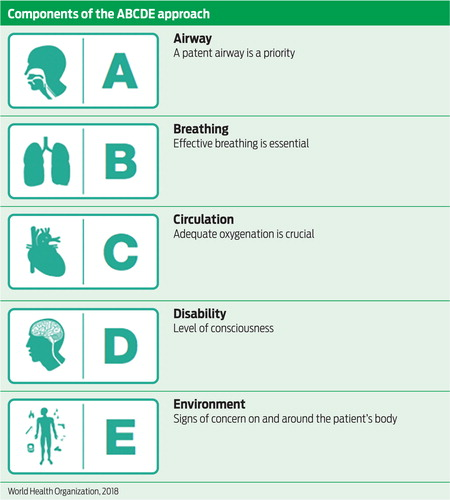 Components of the ABCDE approach
A
Airway
A patent airway is a priority
B
Breathing
Effective breathing is essential
C
Circulation
Adequate oxygenation is crucial
D
Disability
Level of consciousness
E
Environment
Signs of concern on and around the patient's body
World Health Organization, 2018